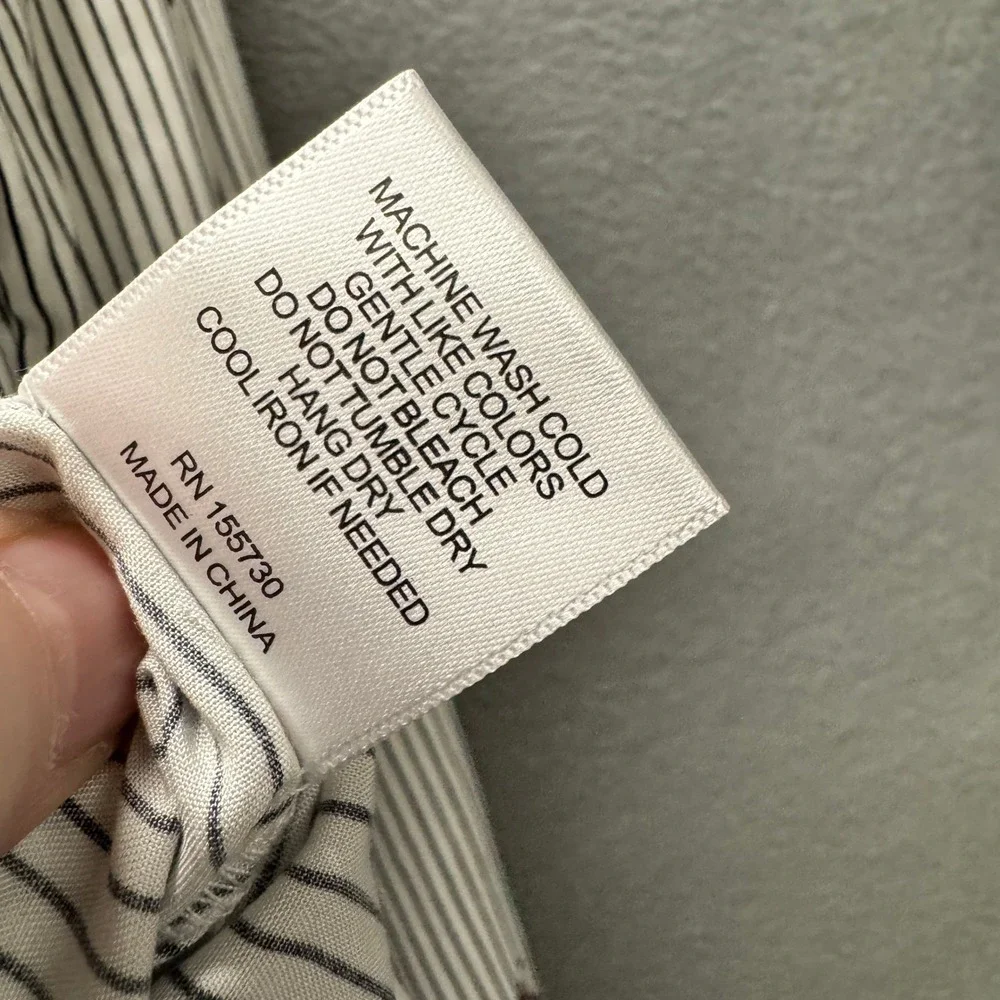 MACHINE WASH COLD
WITH LIKE COLORS
GENTLE CYCLE
DO NOT BLEACH
DO NOT TUMBLE DRY
HANG DRY
COOL IRON IF NEEDED
RN 155730
MADE IN CHINA